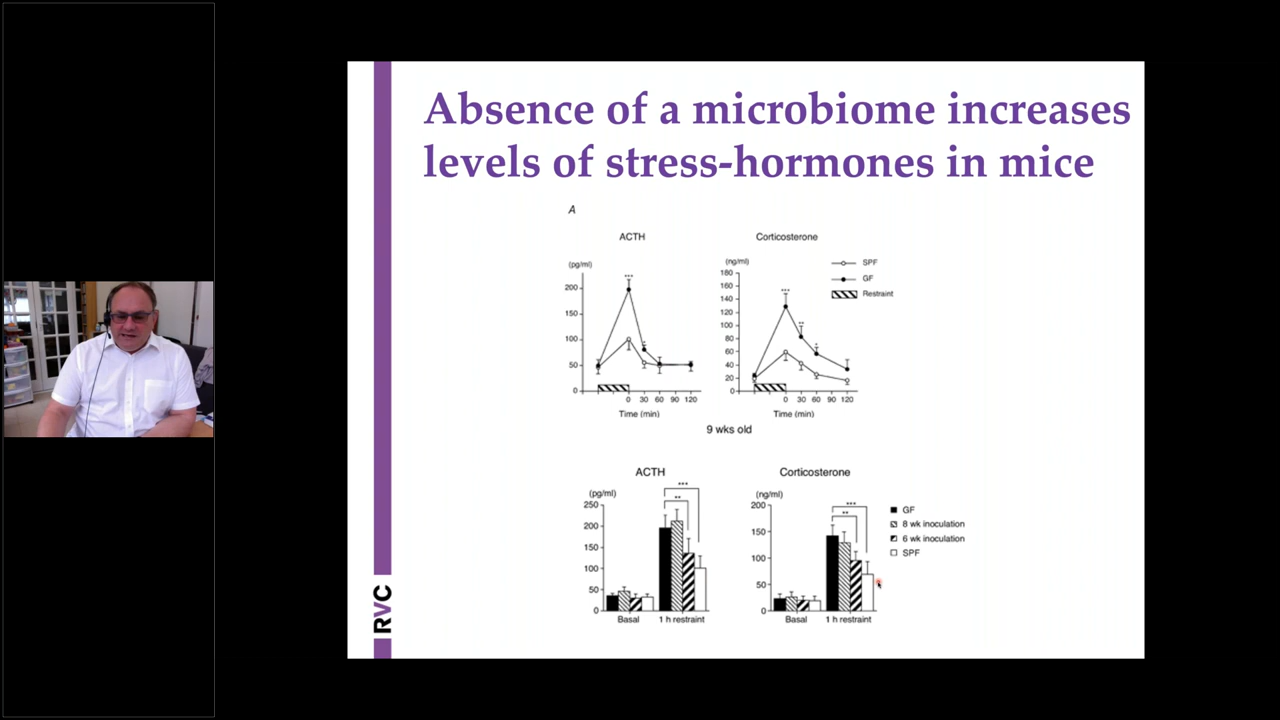 Absence of a microbiome increases
levels of stress-hormones in mice
A
ACTH
(pg/ml)
200
150
100
50
0
***
*
0 30 60 90 120
Time (min)
Corticosterone
(ng/ml)
180
160
140
120
100
80
60
40
20
0
***
**
*
0 30 60 90 120
Time (min)
SPF
GF
Restraint
9 wks old
ACTH
(pg/ml)
250
200
150
100
50
0
***
**
Basal 1 h restraint
Corticosterone
(ng/ml)
200
150
100
50
0
***
**
Basal 1 h restraint
GF
8 wk inoculation
6 wk inoculation
SPF
RVC